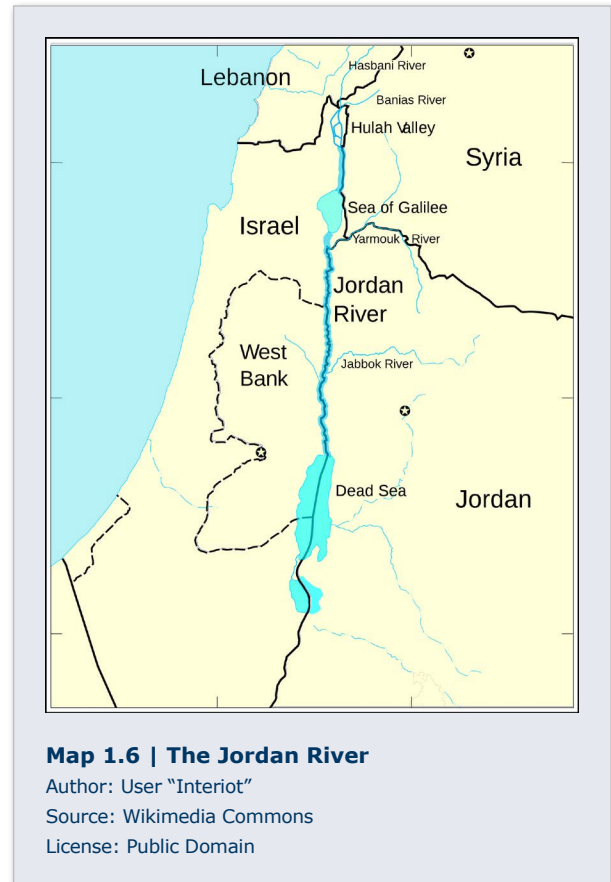 Lebanon
Hasbani River
Banias River
Hulah Valley
Syria
Sea of Galilee
Israel
Yarmouk River
Jordan
River
West
Bank
Jabbok River
Dead Sea
Jordan
Map 1.6 | The Jordan River
Author: User “Interiot”
Source: Wikimedia Commons
License: Public Domain